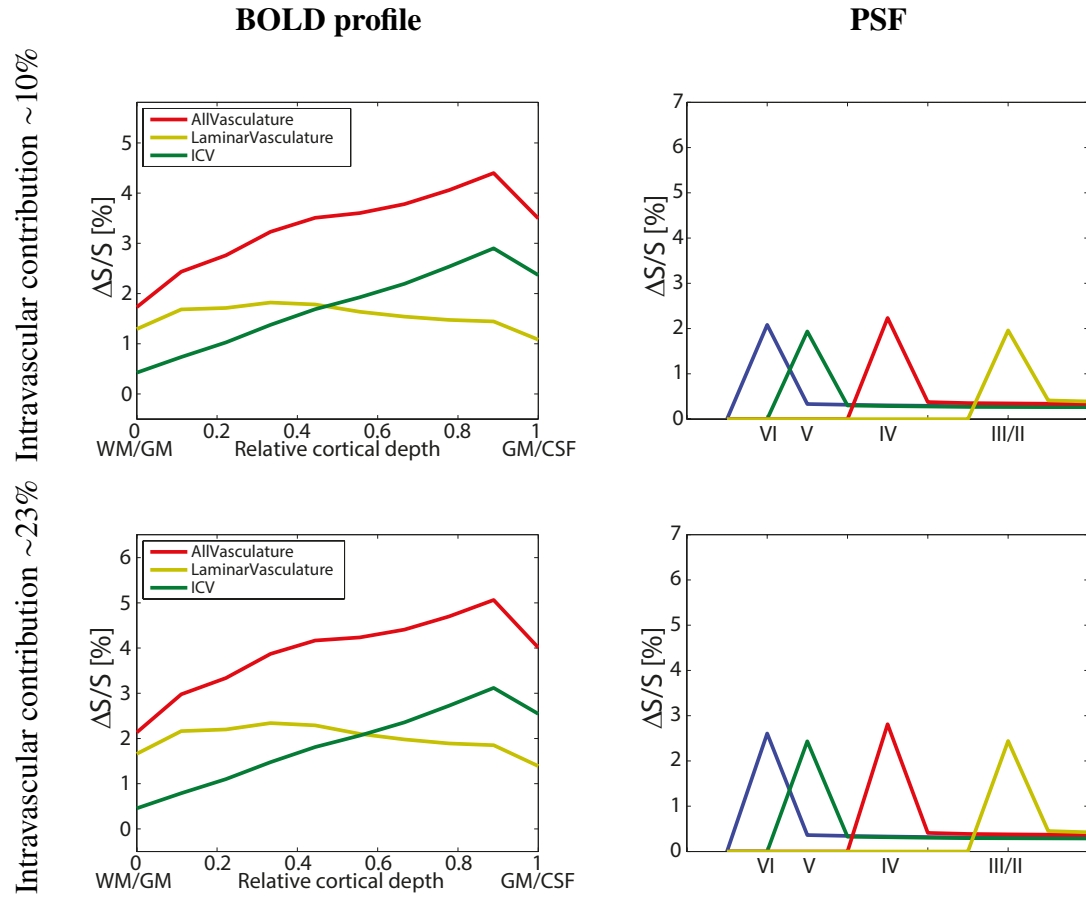 BOLD profile
PSF
Intravascular contribution ~10%
ΔS/S [%]
5
4
3
2
1
0
AllVasculature
LaminarVasculature
ICV
0 0.2 0.4 0.6 0.8 1
WM/GM Relative cortical depth GM/CSF
ΔS/S [%]
7
6
5
4
3
2
1
0
VI V IV III/II
Intravascular contribution ~23%
ΔS/S [%]
6
5
4
3
2
1
0
AllVasculature
LaminarVasculature
ICV
0 0.2 0.4 0.6 0.8 1
WM/GM Relative cortical depth GM/CSF
ΔS/S [%]
7
6
5
4
3
2
1
0
VI V IV III/II